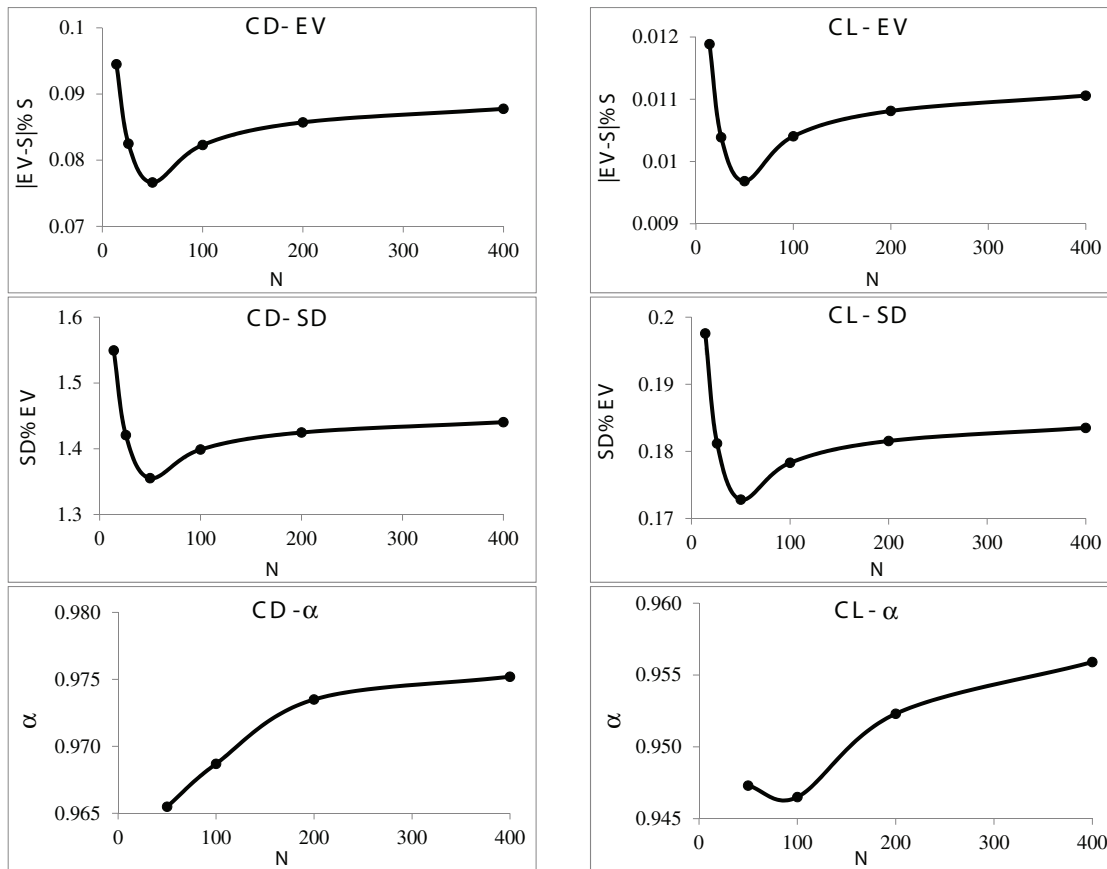 CD- EV
0.1
0.09
0.08
0.07
|EV-S|% S
0 100 200 300 400
N
CL - EV
0.012
0.011
0.01
0.009
|EV-S|% S
0 100 200 300 400
N
CD- SD
1.6
1.5
1.4
1.3
SD% EV
0 100 200 300 400
N
CL - SD
0.2
0.19
0.18
0.17
SD% EV
0 100 200 300 400
N
CD -α
0.980
0.975
0.970
0.965
α
0 100 200 300 400
N
CL - α
0.960
0.955
0.950
0.945
α
0 100 200 300 400
N